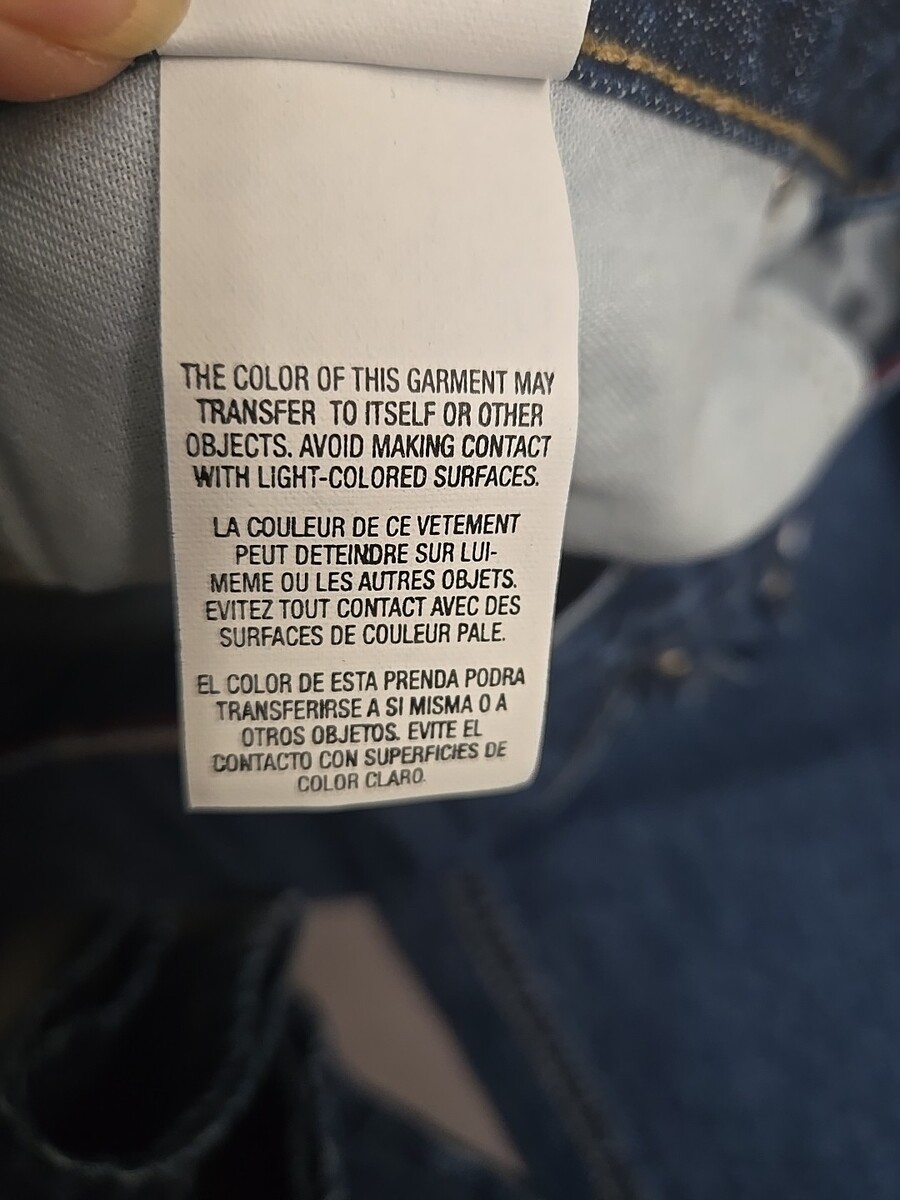 THE COLOR OF THIS GARMENT MAY
TRANSFER TO ITSELF OR OTHER
OBJECTS. AVOID MAKING CONTACT
WITH LIGHT-COLORED SURFACES.
LA COULEUR DE CE VETEMENT
PEUT DETEINDRE SUR LUI-
MEME OU LES AUTRES OBJETS.
EVITEZ TOUT CONTACT AVEC DES
SURFACES DE COULEUR PALE.
EL COLOR DE ESTA PRENDA PODRA
TRANSFERIRSE A SI MISMA O A
OTROS OBJETOS. EVITE EL
CONTACTO CON SUPERFICIES DE
COLOR CLARO.